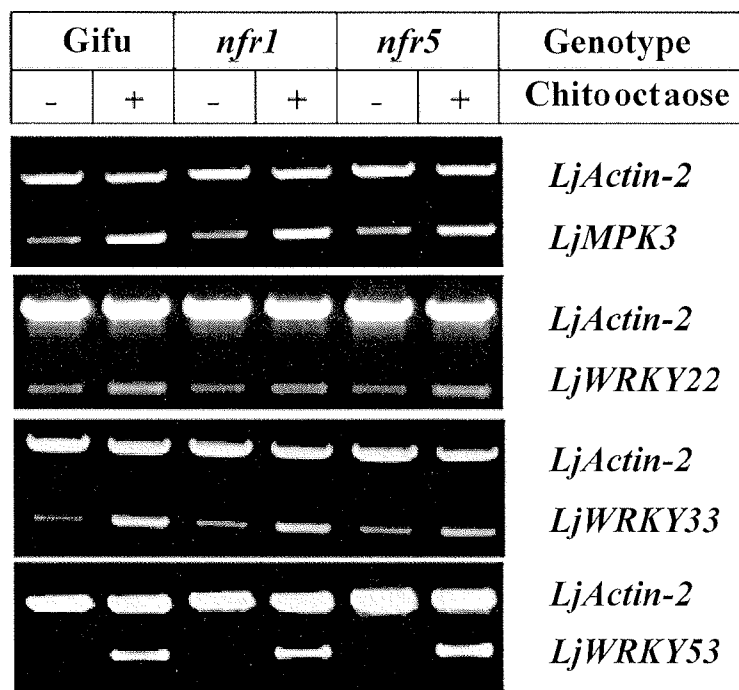 Gifu nfr1 nfr5 Genotype
- + - + - + Chitooctaose
LjActin-2
LjMPK3
LjActin-2
LjWRKY22
LjActin-2
LjWRKY33
LjActin-2
LjWRKY53